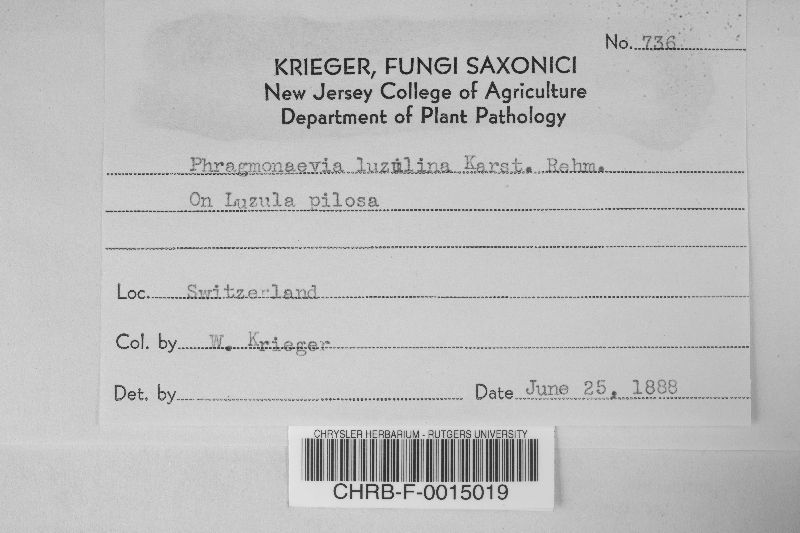 No. 736
KRIEGER, FUNGI SAXONICI
New Jersey College of Agriculture
Department of Plant Pathology
Phragmonaevia luzulina Karst. Rehm.
On Luzula pilosa
Loc. Switzerland
Col. by W. Krieger
Det. by
Date June 25, 1888
CHRYSLER HERBARIUM - RUTGERS UNIVERSITY
CHRB-F-0015019